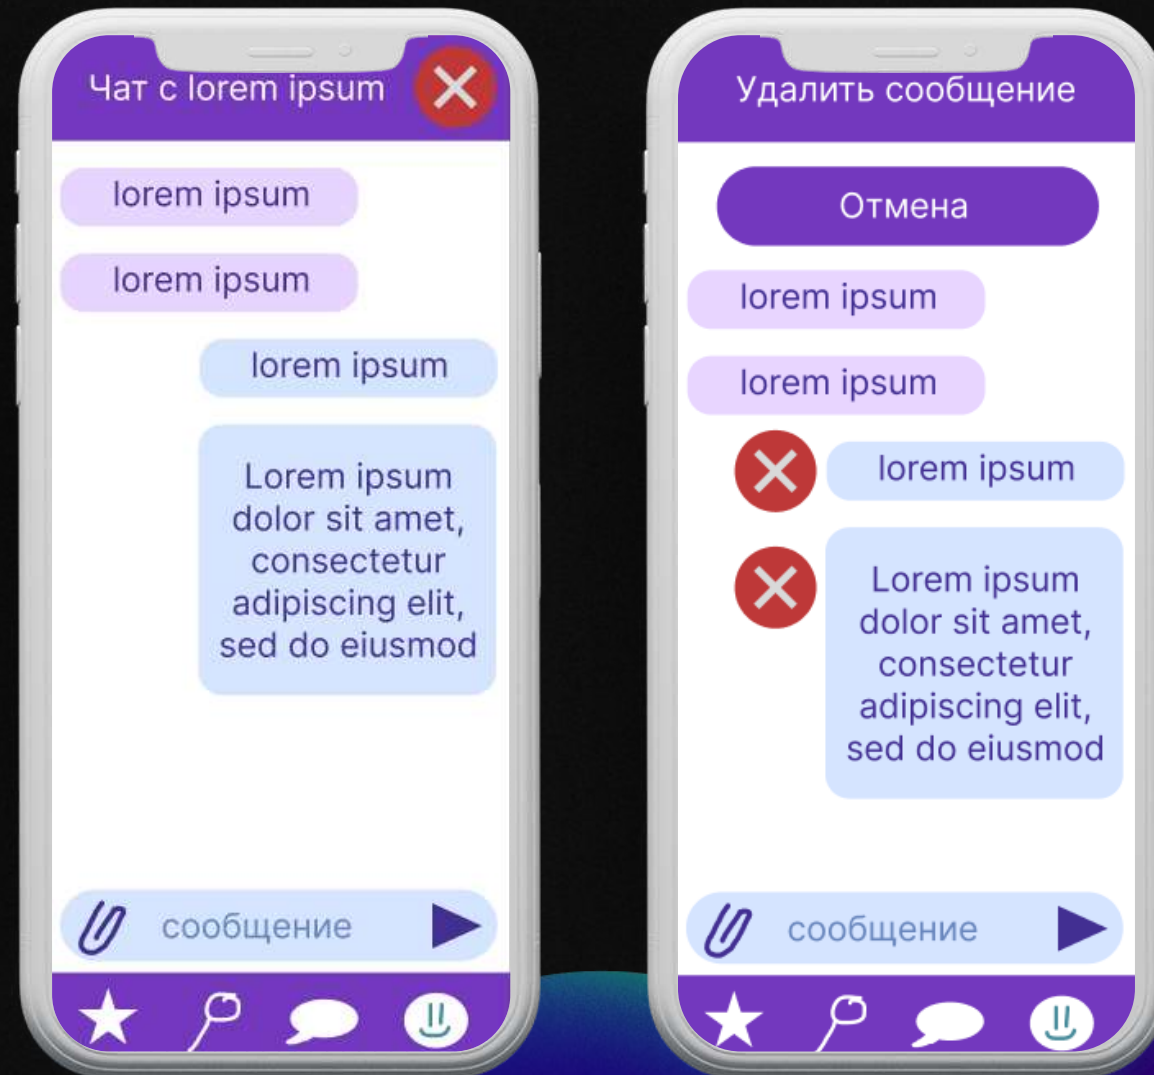 Чат с lorem ipsum
lorem ipsum
lorem ipsum
lorem ipsum
Lorem ipsum
dolor sit amet,
consectetur
adipiscing elit,
sed do eiusmod
сообщение
Удалить сообщение
Отмена
lorem ipsum
lorem ipsum
lorem ipsum
Lorem ipsum
dolor sit amet,
consectetur
adipiscing elit,
sed do eiusmod
сообщение